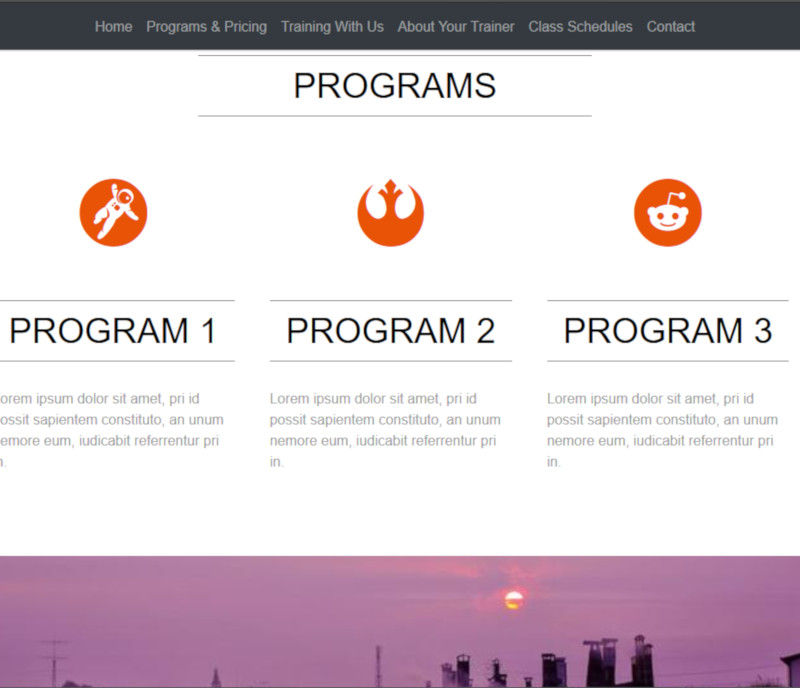 Home Programs & Pricing Training With Us About Your Trainer Class Schedules Contact
PROGRAMS
PROGRAM 1
orem ipsum dolor sit amet, pri id
ossit sapientem constituto, an unum
emore eum, iudicabit referrentur pri
n.
PROGRAM 2
Lorem ipsum dolor sit amet, pri id
possit sapientem constituto, an unum
nemore eum, iudicabit referrentur pri
in.
PROGRAM 3
Lorem ipsum dolor sit amet, pri id
possit sapientem constituto, an unum
nemore eum, iudicabit referrentur pri
in.